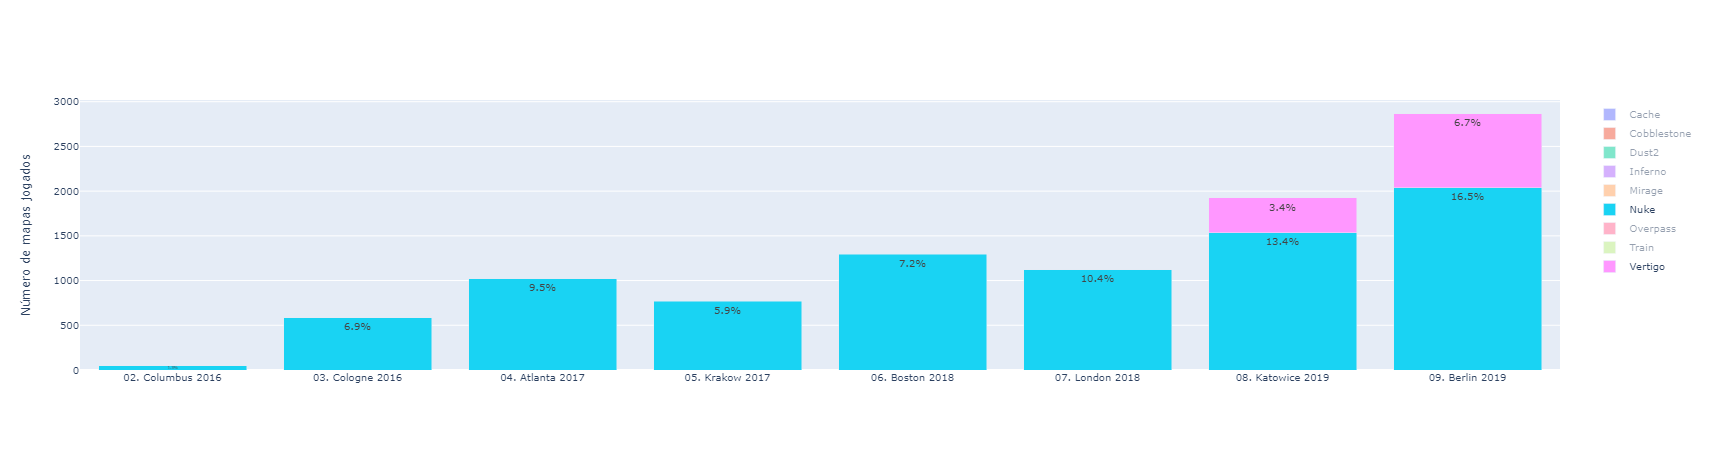 Número de mapas jogados
3000
2500
2000
1500
1000
500
0
6.9%
9.5%
5.9%
7.2%
10.4%
3.4%
13.4%
6.7%
16.5%
02. Columbus 2016
03. Cologne 2016
04. Atlanta 2017
05. Krakow 2017
06. Boston 2018
07. London 2018
08. Katowice 2019
09. Berlin 2019
Cache
Cobblestone
Dust2
Inferno
Mirage
Nuke
Overpass
Train
Vertigo